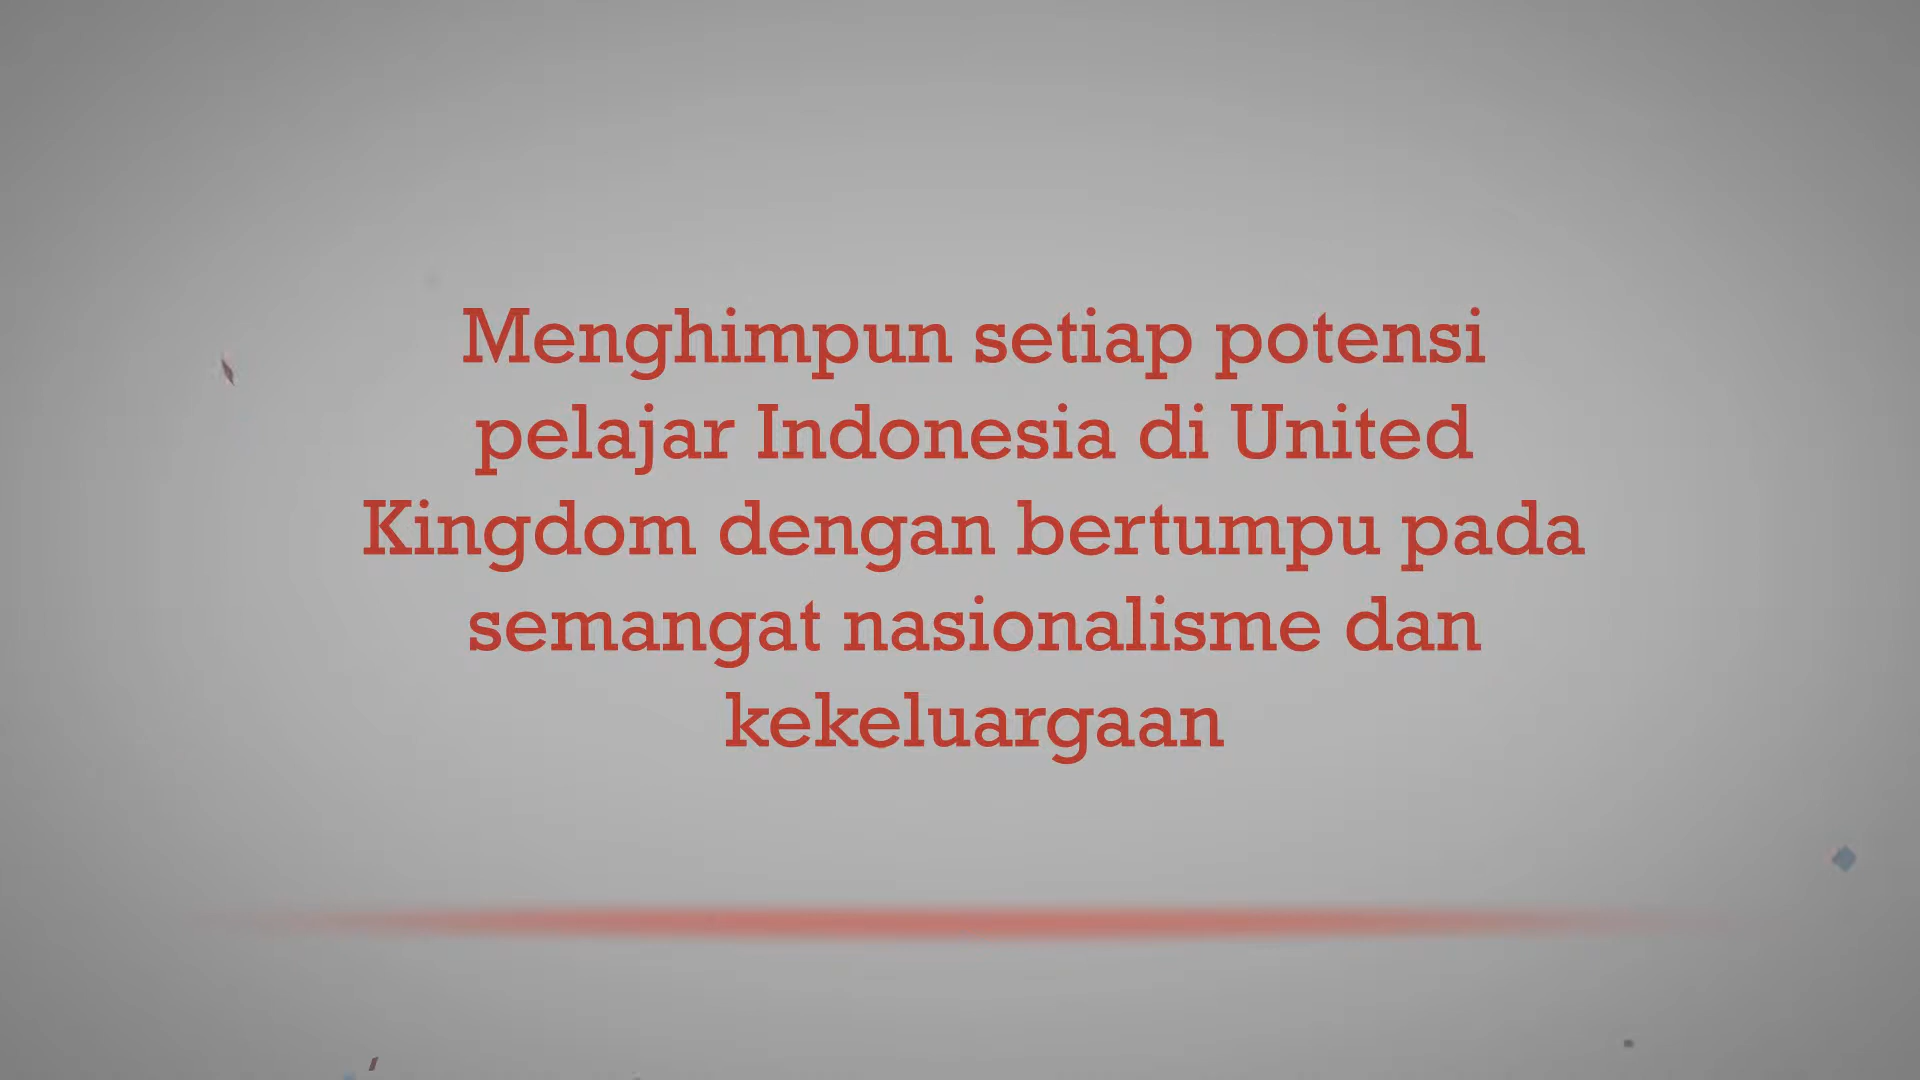 Menghimpun setiap potensi
pelajar Indonesia di United
Kingdom dengan bertumpu pada
semangat nasionalisme dan
kekeluargaan